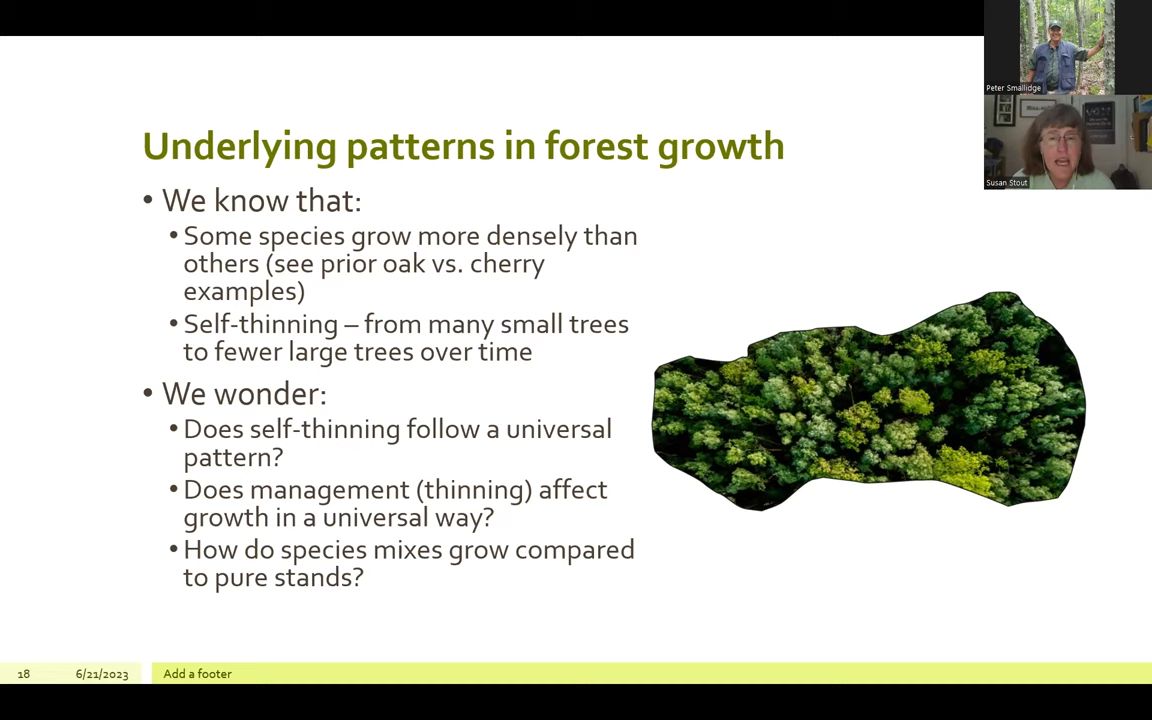 Underlying patterns in forest growth
• We know that:
• Some species grow more densely than
others (see prior oak vs. cherry
examples)
• Self-thinning – from many small trees
to fewer large trees over time
• We wonder:
• Does self-thinning follow a universal
pattern?
• Does management (thinning) affect
growth in a universal way?
• How do species mixes grow compared
to pure stands?
18 6/21/2023 Add a footer
Peter Smallidge
Susan Stout